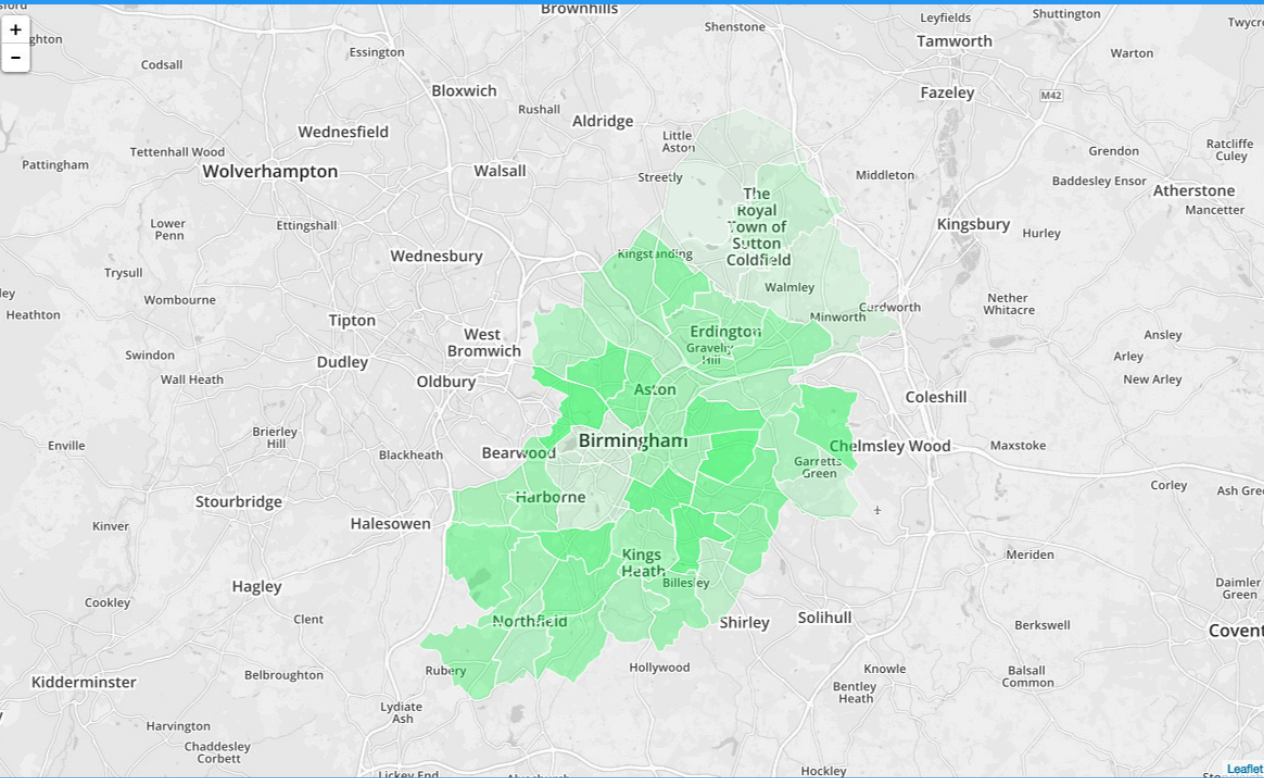 Brownhills
Shuttington
Leyfields
Shenstone
+
Essington
Tamworth
Warton
Codsall
−
Bloxwich
Fazeley
M42
Rushall
Aldridge
Wednesfield
Little
Aston
Tettenhall Wood
Ratcliffe
Culey
Grendon
Pattingham
Wolverhampton
Walsall
Streetly
Middleton
Baddesley Ensor
Atherstone
The
Royal
Town of
Sutton
Coldfield
Mancetter
Lower
Penn
Ettingshall
Kingsbury
Hurley
Wednesbury
Kingstanding
Trysull
Walmley
Wombourne
Curdworth
Nether
Whitacre
Heathton
Tipton
Minworth
West
Bromwich
Erdington
Ansley
Gravelly
Hill
Swindon
Dudley
Arley
Wall Heath
Oldbury
New Arley
Aston
Coleshill
Brierley
Hill
Birmingham
Enville
Bearwood
Blackheath
Chelmsley Wood
Maxstoke
Garretts
Green
Corley
Harborne
Stourbridge
Kinver
Halesowen
Kings
Heath
Meriden
Hagley
Billesley
Daimler
Green
Cookley
Clent
Northfield
Shirley
Solihull
Berkswell
Rubery
Hollywood
Knowle
Balsall
Common
Belbroughton
Kidderminster
Bentley
Heath
Lydiate
Ash
Harvington
Chaddesley
Corbett
Hockley
Lickey End
Leaflet